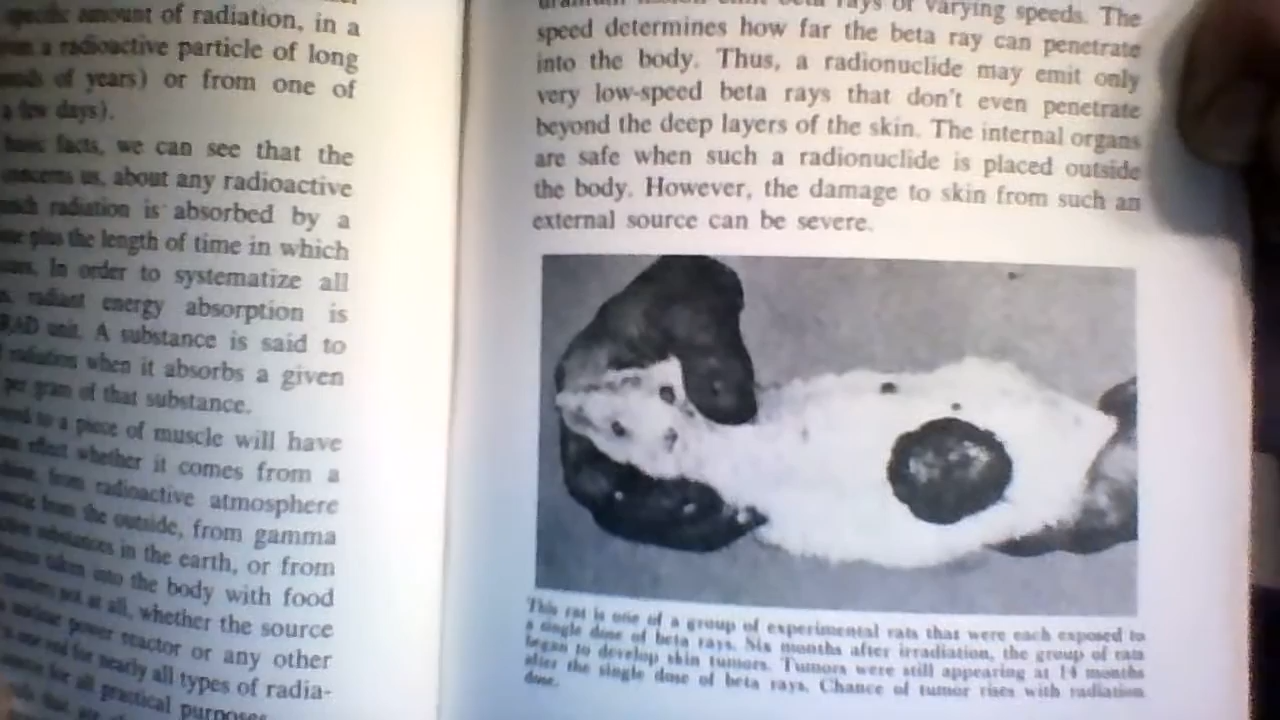 amount of radiation, in a
a radioactive particle of long
of years) or from one of
a few days).
facts, we can see that the
concerns us, about any radioactive
radiation is absorbed by a
plus the length of time in which
In order to systematize all
radiant energy absorption is
RAD unit. A substance is said to
radiation when it absorbs a given
per gram of that substance.
to a piece of muscle will have
effect whether it comes from a
from radioactive atmosphere
from the outside, from gamma
substances in the earth, or from
taken into the body with food
not at all, whether the source
power reactor or any other
for nearly all types of radia-
for all practical purposes
rays of varying speeds. The
speed determines how far the beta ray can penetrate
into the body. Thus, a radionuclide may emit only
very low-speed beta rays that don't even penetrate
beyond the deep layers of the skin. The internal organs
are safe when such a radionuclide is placed outside
the body. However, the damage to skin from such an
external source can be severe.
This rat is one of a group of experimental rats that were each exposed to
a single dose of beta rays. Six months after irradiation, the group of rats
began to develop skin tumors. Tumors were still appearing at 14 months
after the single dose of beta rays. Chance of tumor rises with radiation
dose.